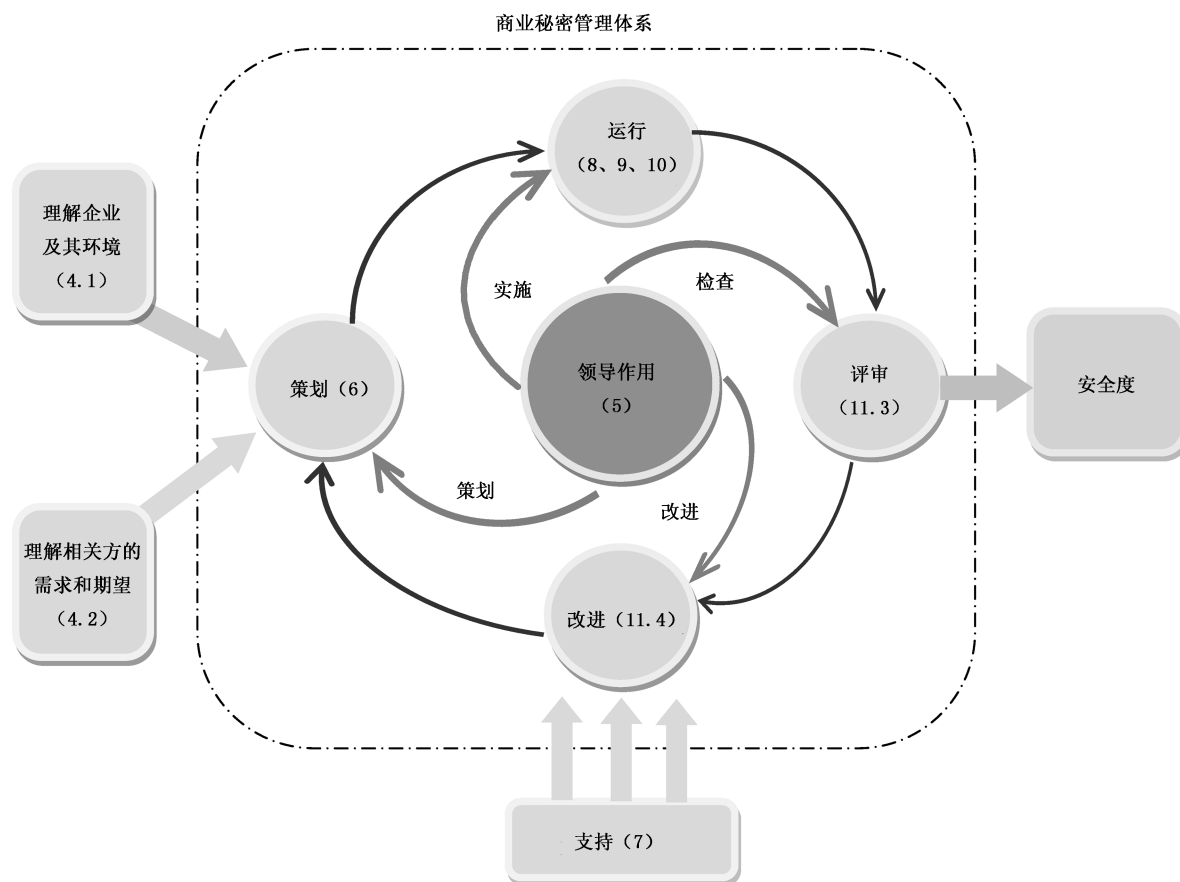 商业秘密管理体系
运行
（8、9、10）
理解企业
及其环境
（4.1）
实施
检查
策划（6）
领导作用
（5）
评审
（11.3）
安全度
策划
改进
理解相关方的
需求和期望
（4.2）
改进（11.4）
支持（7）